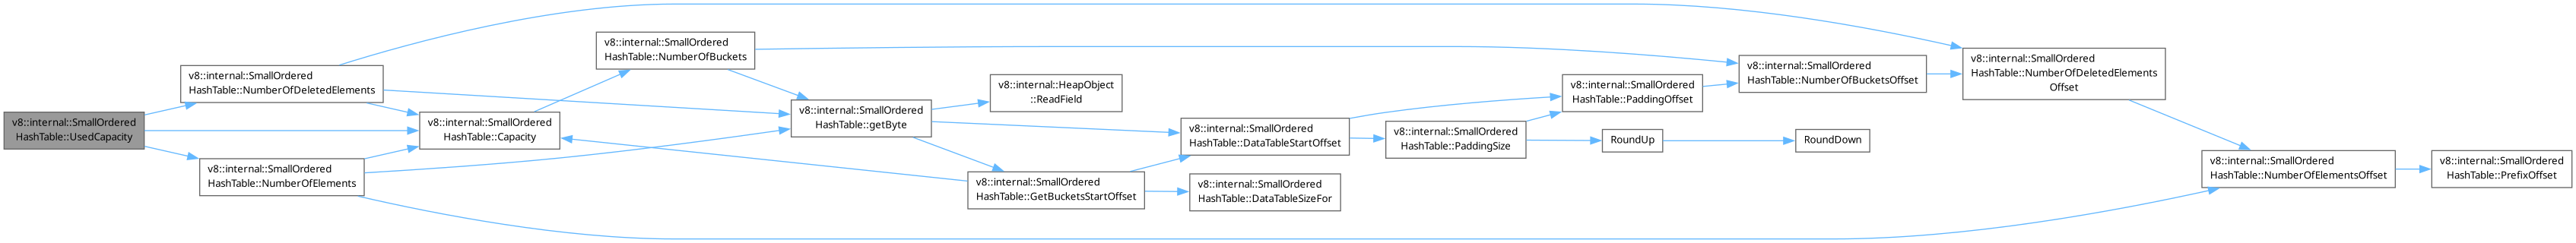 v8::internal::SmallOrdered
HashTable::UsedCapacity
v8::internal::SmallOrdered
HashTable::NumberOfDeletedElements
v8::internal::SmallOrdered
HashTable::NumberOfElements
v8::internal::SmallOrdered
HashTable::Capacity
v8::internal::SmallOrdered
HashTable::NumberOfBuckets
v8::internal::SmallOrdered
HashTable::getByte
v8::internal::HeapObject
::ReadField
v8::internal::SmallOrdered
HashTable::GetBucketsStartOffset
v8::internal::SmallOrdered
HashTable::DataTableStartOffset
v8::internal::SmallOrdered
HashTable::DataTableSizeFor
v8::internal::SmallOrdered
HashTable::PaddingSize
v8::internal::SmallOrdered
HashTable::PaddingOffset
RoundUp
v8::internal::SmallOrdered
HashTable::NumberOfBucketsOffset
RoundDown
v8::internal::SmallOrdered
HashTable::NumberOfDeletedElements
Offset
v8::internal::SmallOrdered
HashTable::NumberOfElementsOffset
v8::internal::SmallOrdered
HashTable::PrefixOffset